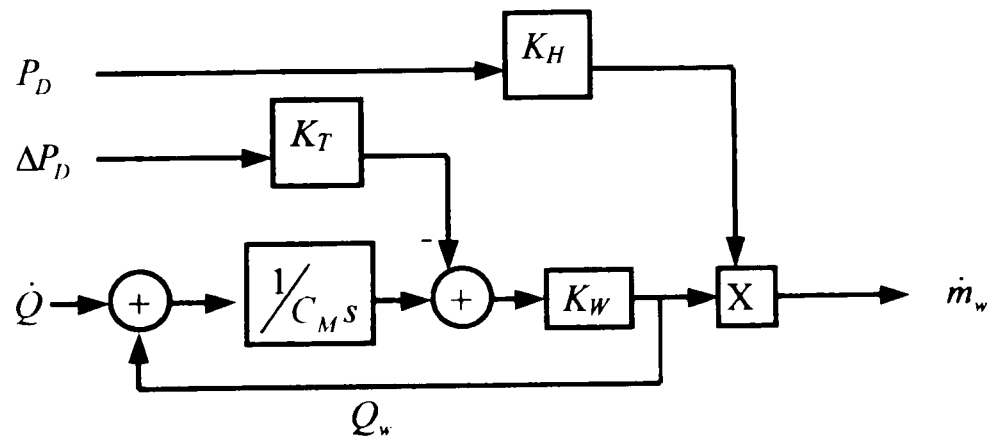 P_D
K_H
ΔP_D
K_T
-
Q̇
+
1/C_M s
+
K_W
X
ṁ_w
Q_w